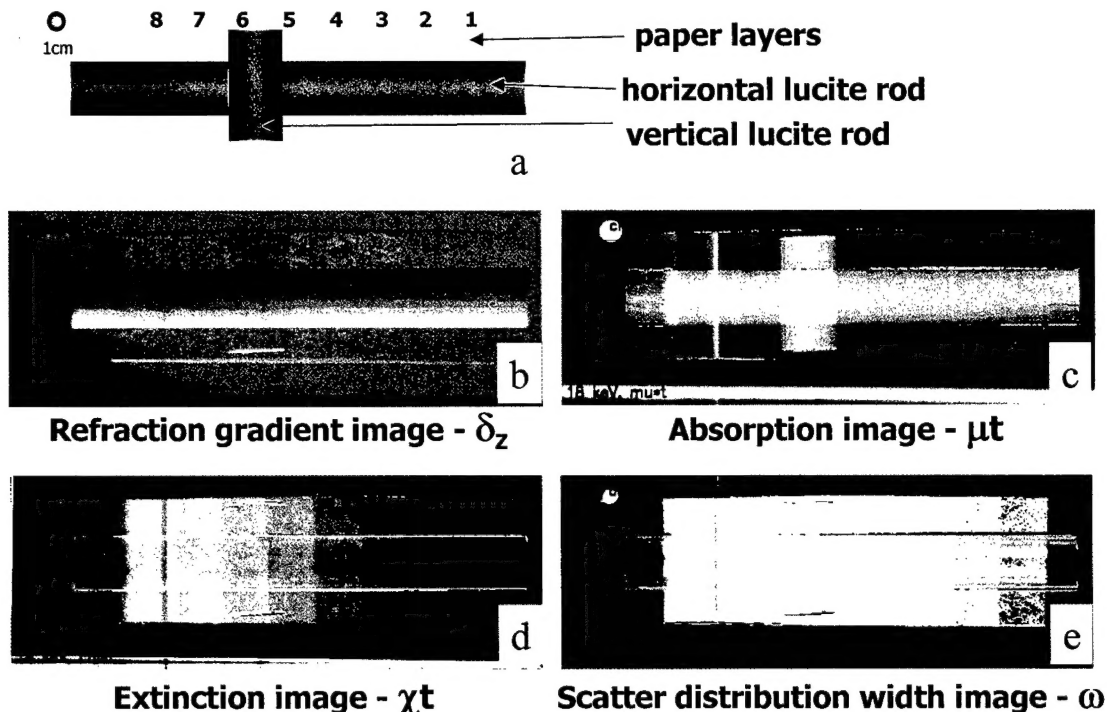 8 7 6 5 4 3 2 1
1cm
paper layers
horizontal lucite rod
vertical lucite rod
a
b
c
18 keV, mu*t
Refraction gradient image - δz
Absorption image - μt
d
e
Extinction image - χt
Scatter distribution width image - ω